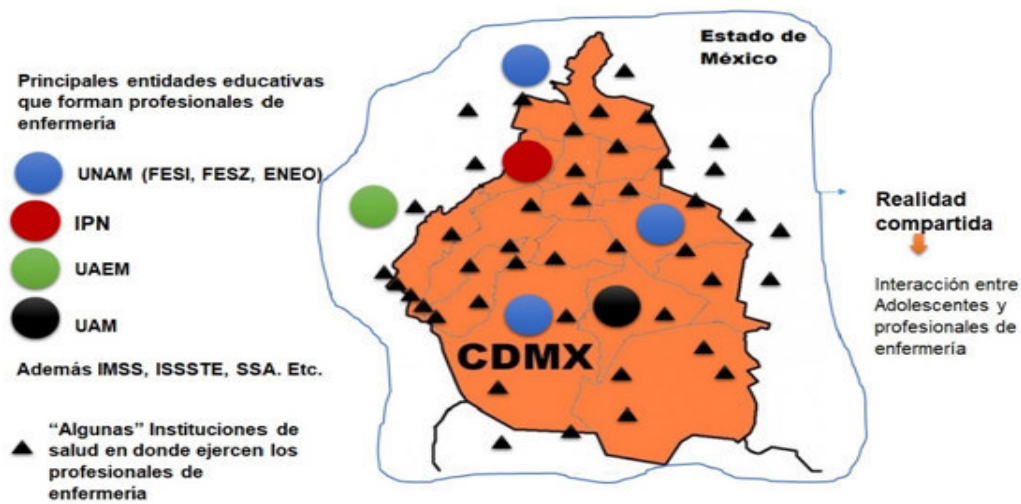 Principales entidades educativas
que forman profesionales de
enfermería
UNAM (FESI, FESZ, ENEO)
IPN
UAEM
UAM
Además IMSS, ISSSTE, SSA. Etc.
“Algunas” Instituciones de
salud en donde ejercen los
profesionales de
enfermeria
Estado de
México
CDMX
Realidad
compartida
Interacción entre
Adolescentes y
profesionales de
enfermería